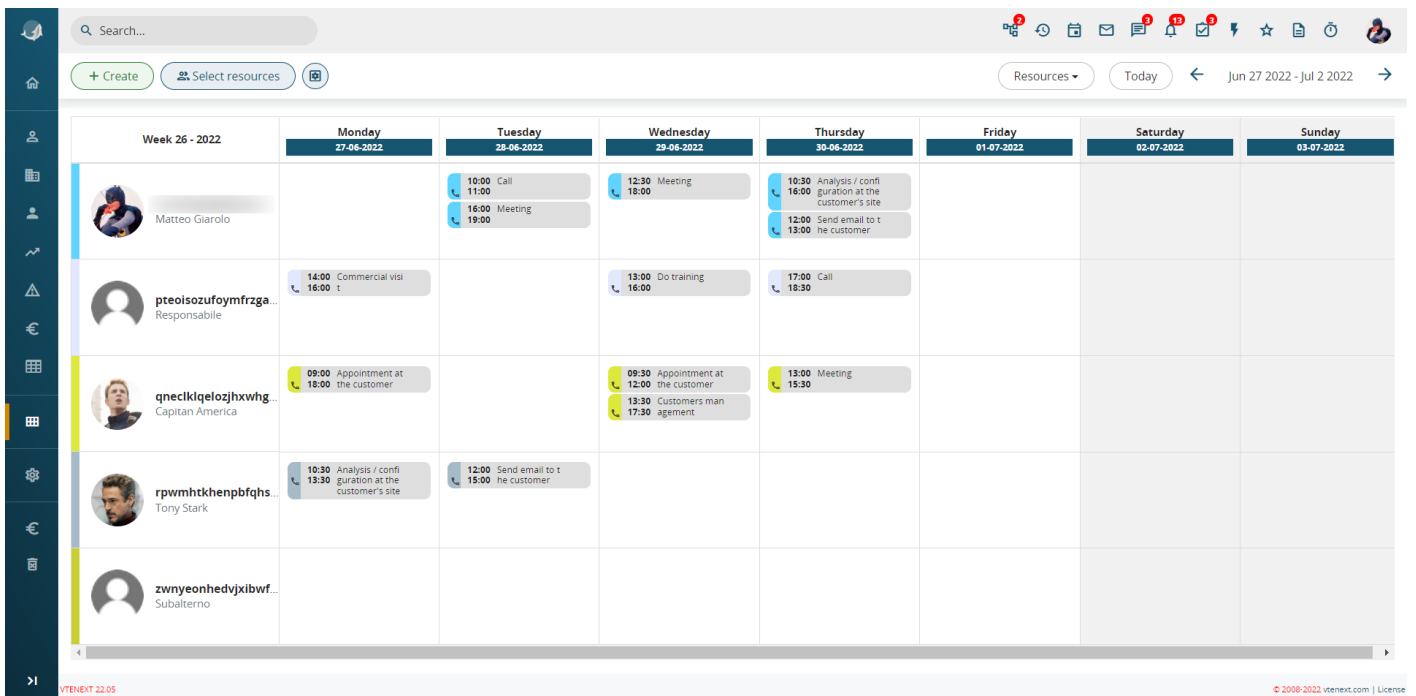 Search...
2
3
13
3
+ Create
Select resources
Resources
Today
Jun 27 2022 - Jul 2 2022
Week 26 - 2022
Monday
27-06-2022
Tuesday
28-06-2022
Wednesday
29-06-2022
Thursday
30-06-2022
Friday
01-07-2022
Saturday
02-07-2022
Sunday
03-07-2022
Matteo Giarolo
10:00 Call
11:00
16:00 Meeting
19:00
12:30 Meeting
18:00
10:30 Analysis / confi
16:00 guration at the
customer's site
12:00 Send email to t
13:00 he customer
pteoisozufoymfrzga...
Responsabile
14:00 Commercial visi
16:00 t
13:00 Do training
16:00
17:00 Call
18:30
qneclklqelozjhxwhg...
Capitan America
09:00 Appointment at
18:00 the customer
09:30 Appointment at
12:00 the customer
13:30 Customers man
17:30 agement
13:00 Meeting
15:30
rpwmhtkhenpbfqhs...
Tony Stark
10:30 Analysis / confi
13:30 guration at the
customer's site
12:00 Send email to t
15:00 he customer
zwnyeonhedvjxibwf...
Subalterno
VTENEXT 22.05
© 2008-2022 vtenext.com | License